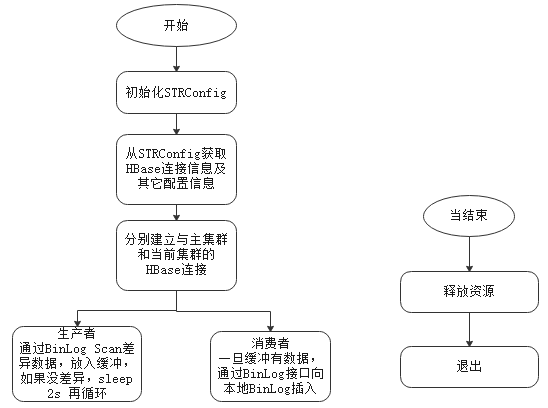 开始
初始化STRConfig
从STRConfig获取
HBase连接信息及
其它配置信息
分别建立与主集群
和当前集群的
HBase连接
生产者
通过BinLog Scan差
异数据，放入缓冲，
如果没差异，sleep
2s 再循环
消费者
一旦缓冲有数据，
通过BinLog接口向
本地BinLog插入
当结束
释放资源
退出